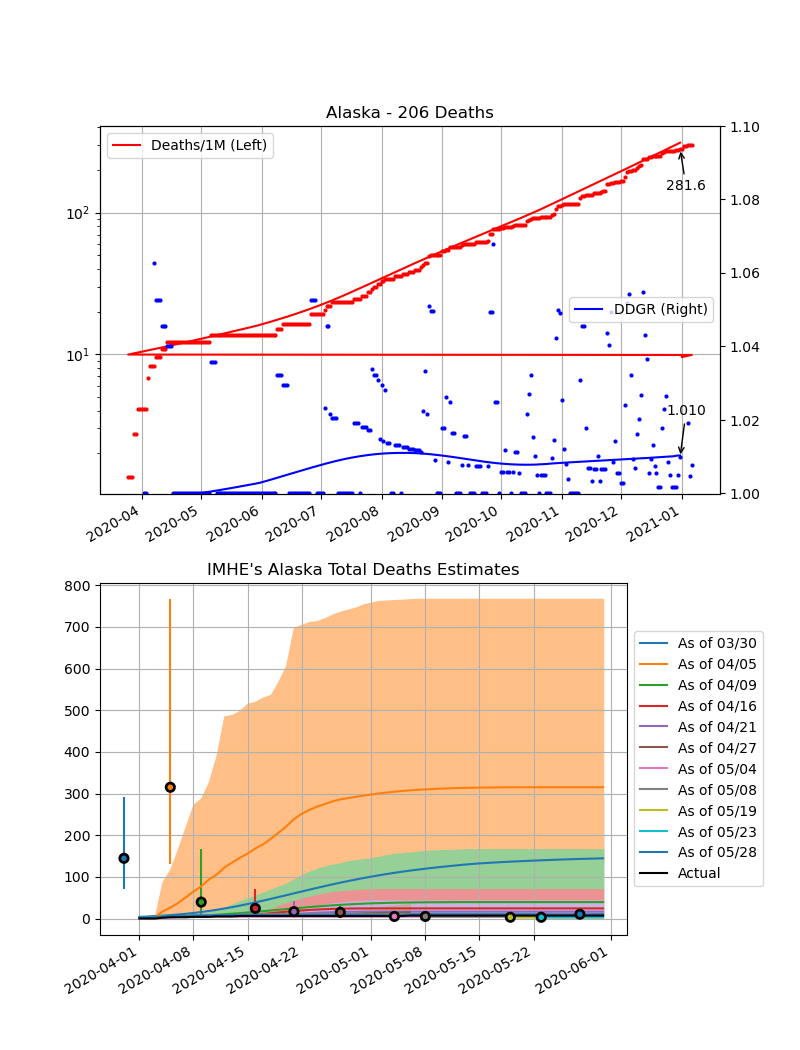 Alaska - 206 Deaths
Deaths/1M (Left)
DDGR (Right)
281.6
1.010
10²
10¹
1.10
1.08
1.06
1.04
1.02
1.00
2020-04
2020-05
2020-06
2020-07
2020-08
2020-09
2020-10
2020-11
2020-12
2021-01
IMHE's Alaska Total Deaths Estimates
800
700
600
500
400
300
200
100
0
2020-04-01
2020-04-08
2020-04-15
2020-04-22
2020-05-01
2020-05-08
2020-05-15
2020-05-22
2020-06-01
As of 03/30
As of 04/05
As of 04/09
As of 04/16
As of 04/21
As of 04/27
As of 05/04
As of 05/08
As of 05/19
As of 05/23
As of 05/28
Actual